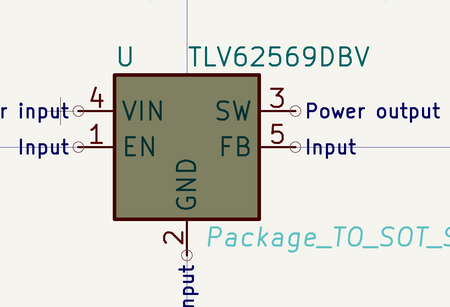 U TLV62569DBV
r input 4 VIN SW 3 Power output
Input 1 EN FB 5 Input
GND
2
Package_TO_SOT_S
nput